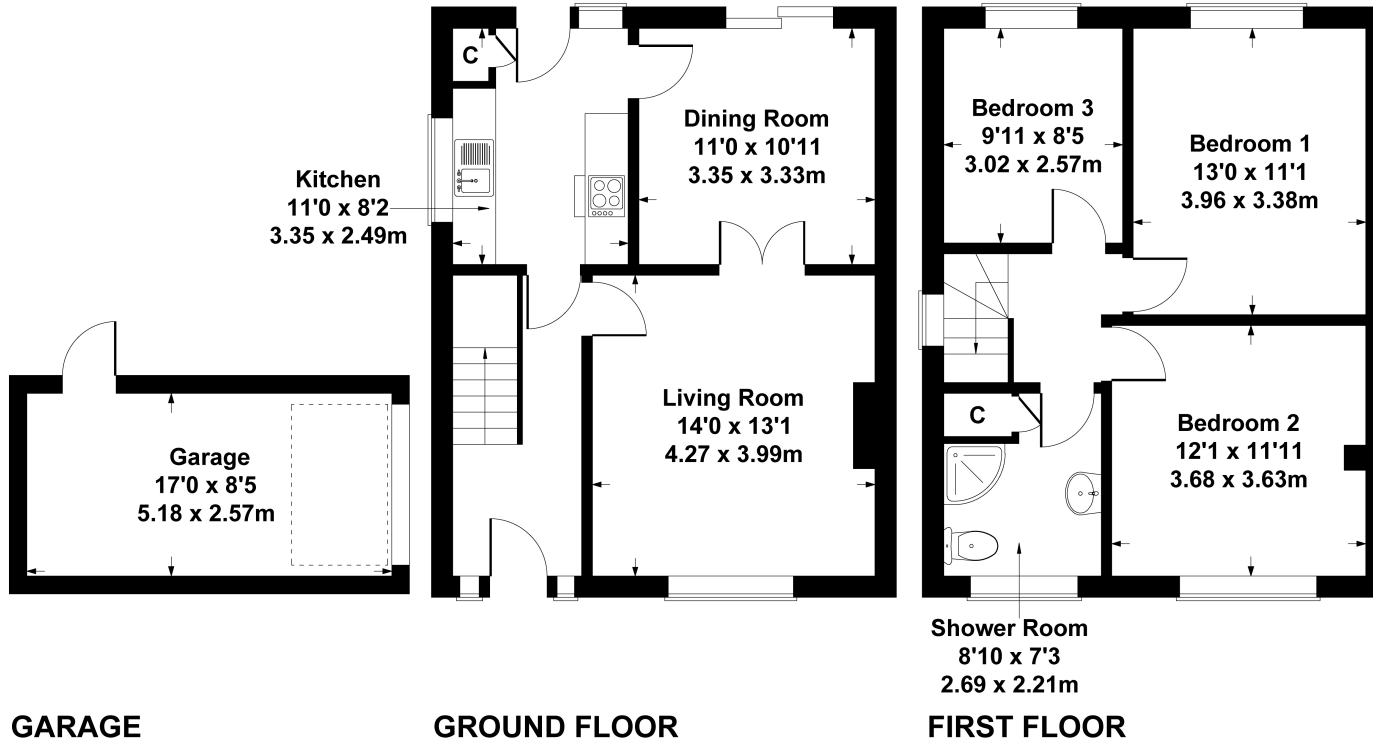 C
Dining Room
11'0 x 10'11
3.35 x 3.33m
Kitchen
11'0 x 8'2
3.35 x 2.49m
Living Room
14'0 x 13'1
4.27 x 3.99m
Garage
17'0 x 8'5
5.18 x 2.57m
Bedroom 3
9'11 x 8'5
3.02 x 2.57m
Bedroom 1
13'0 x 11'1
3.96 x 3.38m
C
Bedroom 2
12'1 x 11'11
3.68 x 3.63m
Shower Room
8'10 x 7'3
2.69 x 2.21m
GARAGE
GROUND FLOOR
FIRST FLOOR